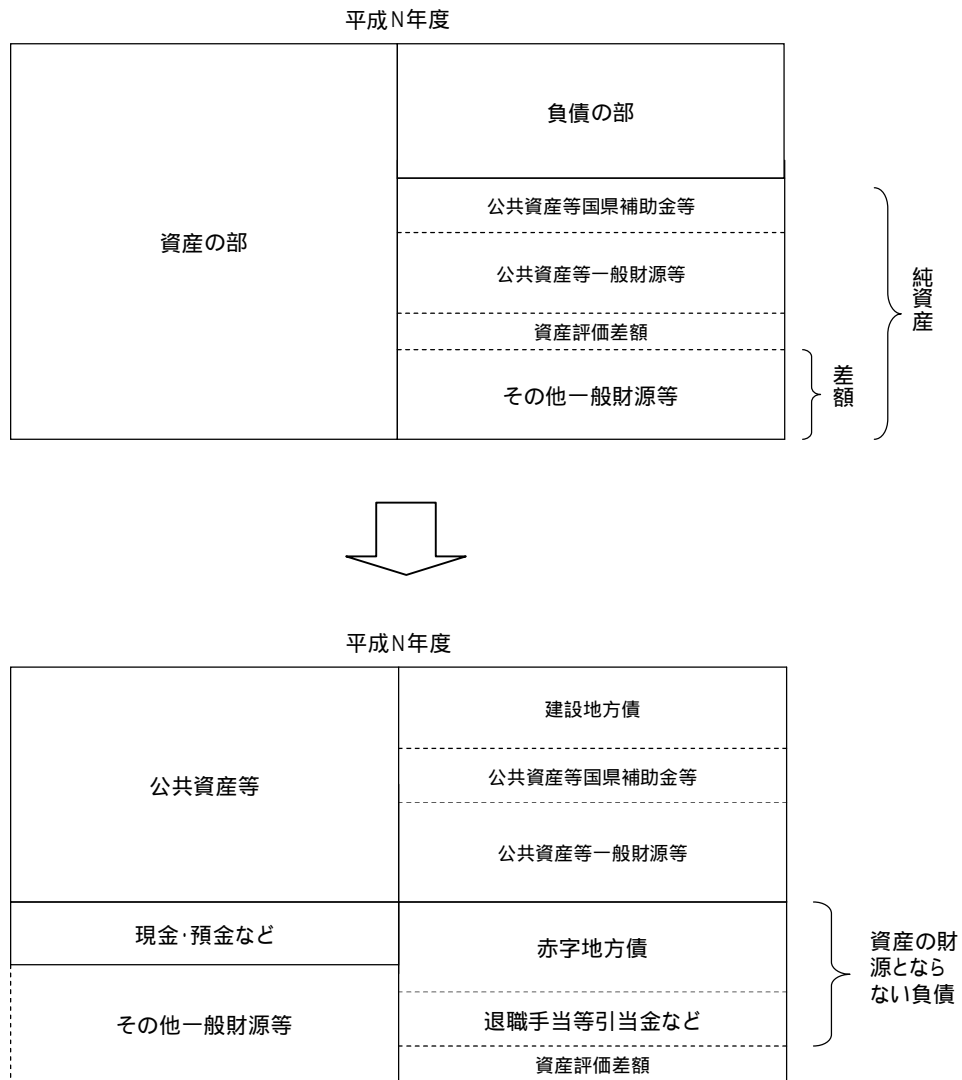 平成N年度
資産の部
負債の部
公共資産等国県補助金等
公共資産等一般財源等
資産評価差額
その他一般財源等
差額
純資産
平成N年度
公共資産等
建設地方債
公共資産等国県補助金等
公共資産等一般財源等
現金･預金など
その他一般財源等
赤字地方債
退職手当等引当金など
資産評価差額
資産の財
源となら
ない負債